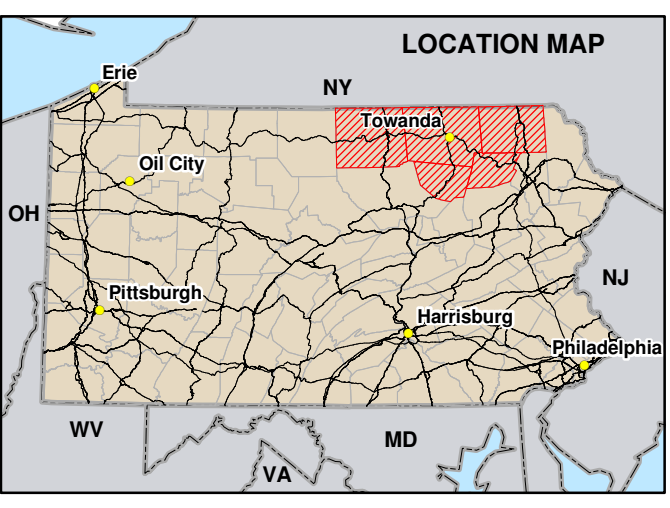 LOCATION MAP
Erie
NY
Towanda
Oil City
OH
NJ
Pittsburgh
Harrisburg
Philadelphia
WV
MD
VA